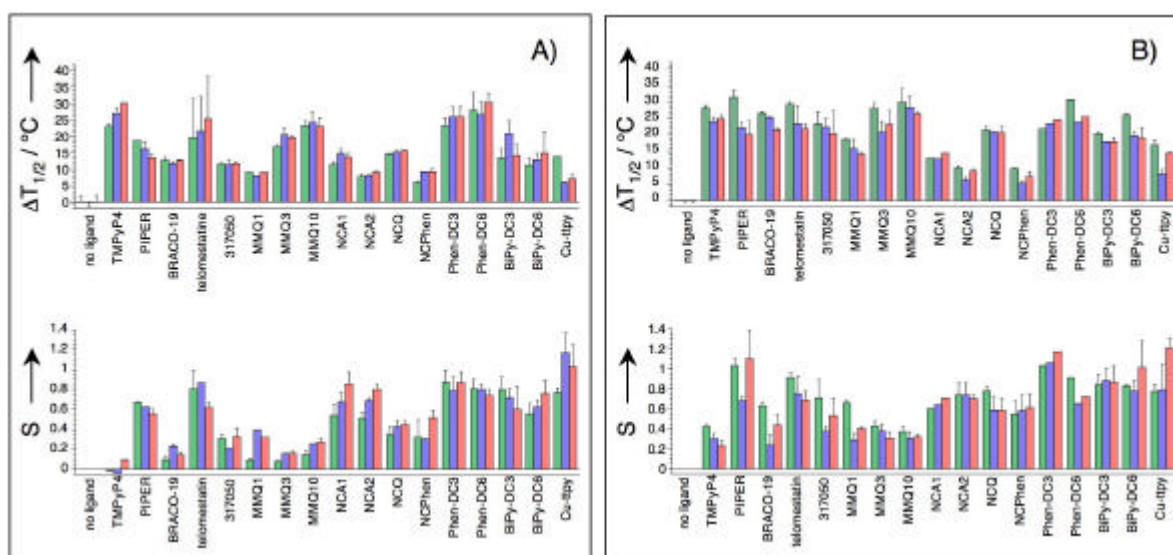 A)
ΔT1/2 / ºC
40
35
30
25
20
15
10
5
0
no ligand
TMPyP4
PIPER
BRACO-19
telomestatine
317050
MMQ1
MMQ3
MMQ10
NCA1
NCA2
NCQ
NCPhen
Phen-DC3
Phen-DC6
BiPy-DC3
BiPy-DC6
Cu-ttpy
S
1.4
1.2
1
0.8
0.6
0.4
0.2
0
no ligand
TMPyP4
PIPER
BRACO-19
telomestatin
317050
MMQ1
MMQ3
MMQ10
NCA1
NCA2
NCQ
NCPhen
Phen-DC3
Phen-DC6
BiPy-DC3
BiPy-DC6
Cu-ttpy
B)
ΔT1/2 / ºC
40
35
30
25
20
15
10
5
0
no ligand
TMPyP4
PIPER
BRACO-19
telomestatin
317050
MMQ1
MMQ3
MMQ10
NCA1
NCA2
NCQ
NCPhen
Phen-DC3
Phen-DC6
BiPy-DC3
BiPy-DC6
Cu-ttpy
S
1.4
1.2
1
0.8
0.6
0.4
0.2
0
no ligand
TMPyP4
PIPER
BRACO-19
telomestatin
317050
MMQ1
MMQ3
MMQ10
NCA1
NCA2
NCQ
NCPhen
Phen-DC3
Phen-DC6
BiPy-DC3
BiPy-DC6
Cu-ttpy